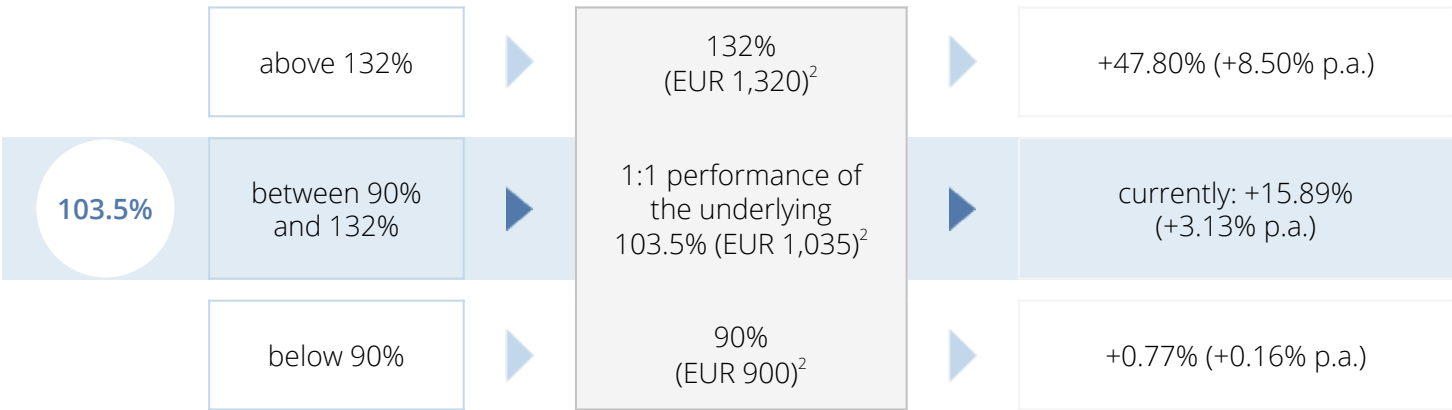 above 132%
132%
(EUR 1,320)²
+47.80% (+8.50% p.a.)
103.5%
between 90%
and 132%
1:1 performance of
the underlying
103.5% (EUR 1,035)²
currently: +15.89%
(+3.13% p.a.)
below 90%
90%
(EUR 900)²
+0.77% (+0.16% p.a.)